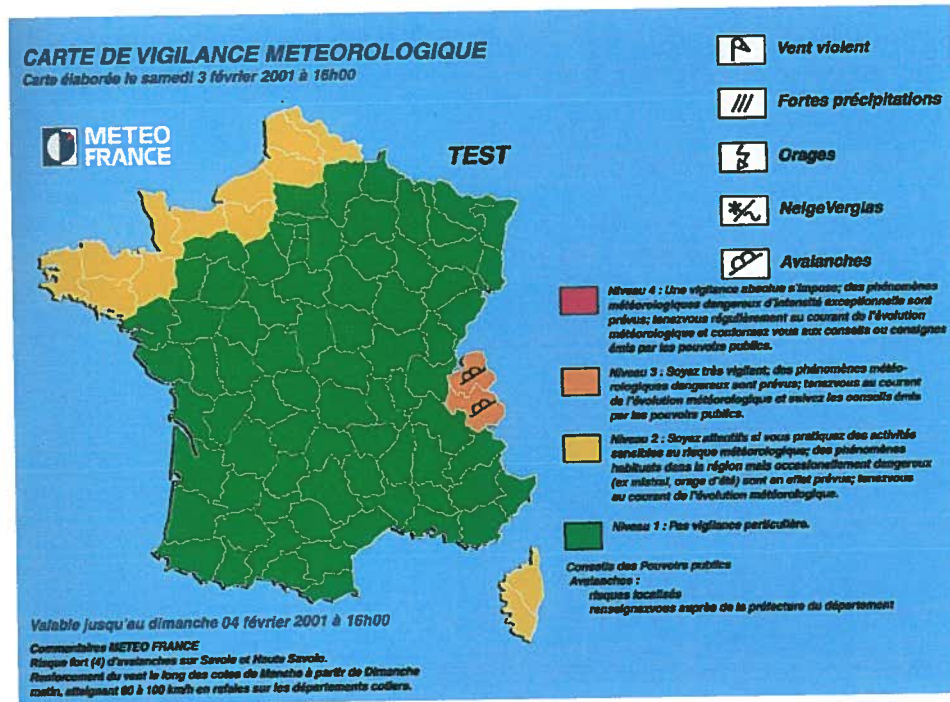 CARTE DE VIGILANCE METEOROLOGIQUE
Carte élaborée le samedi 3 février 2001 à 16h00
METEO
FRANCE
TEST
Vent violent
Fortes précipitations
Orages
NeigeVerglas
Avalanches
Niveau 4 : Une vigilance absolue s'impose; des phénomènes
météorologiques dangereux d'intensité exceptionnelle sont
prévus; tenezvous régulièrement au courant de l'évolution
météorologique et conformez vous aux conseils ou consignes
émis par les pouvoirs publics.
Niveau 3 : Soyez très vigilant; des phénomènes météo-
rologiques dangereux sont prévus; tenezvous au courant
de l'évolution météorologique et suivez les conseils émis
par les pouvoirs publics.
Niveau 2 : Soyez attentifs si vous pratiquez des activités
sensibles au risque météorologique; des phénomènes
habituels dans la région mais occasionellement dangereux
(ex mistral, orage d'été) sont en effet prévus; tenezvous
au courant de l'évolution météorologique.
Niveau 1 : Pas vigilance particulière.
Conseils des Pouvoirs publics
Avalanches :
risques localisés
renseignezvous auprès de la préfecture du département
Valable jusqu'au dimanche 04 février 2001 à 16h00
Commentaires METEO FRANCE
Risque fort (4) d'avalanches sur Savoie et Haute Savoie.
Renforcement du vent le long des cotes de Manche à partir de Dimanche
matin, atteignant 80 à 100 km/h en rafales sur les départements cotiers.